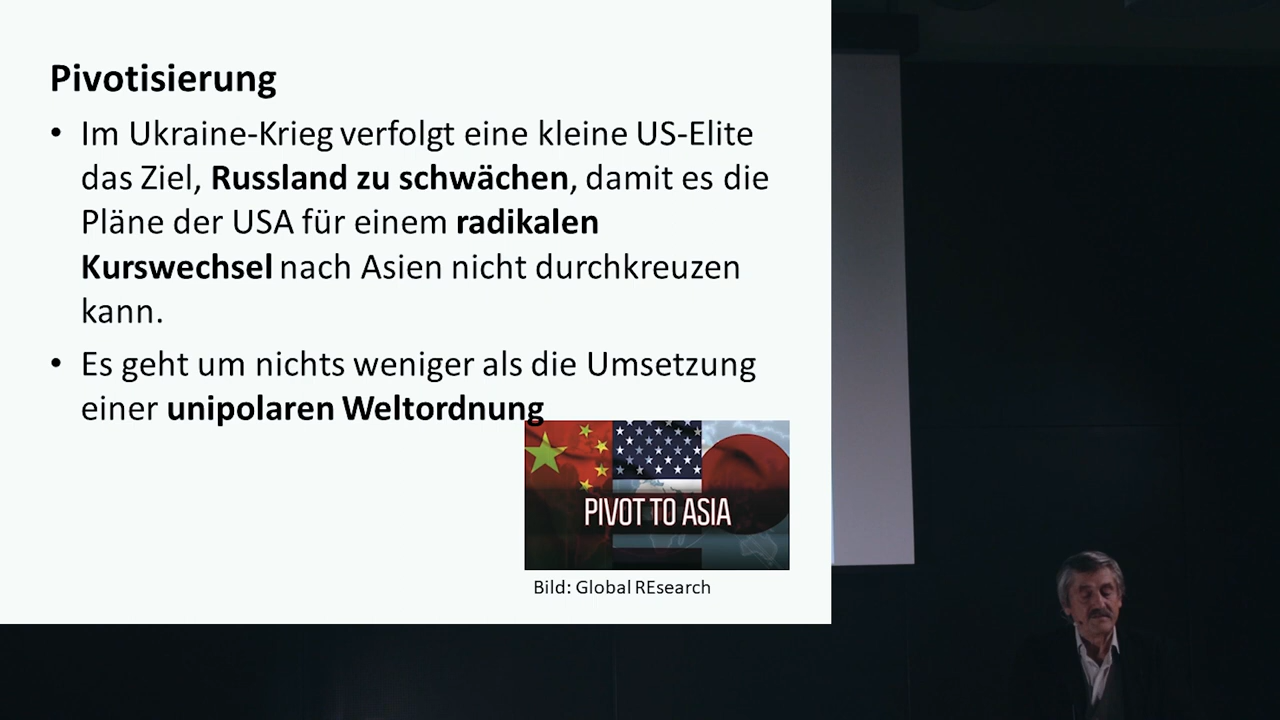 Pivotisierung
• Im Ukraine-Krieg verfolgt eine kleine US-Elite
das Ziel, Russland zu schwächen, damit es die
Pläne der USA für einem radikalen
Kurswechsel nach Asien nicht durchkreuzen
kann.
• Es geht um nichts weniger als die Umsetzung
einer unipolaren Weltordnung
PIVOT TO ASIA
Bild: Global REsearch